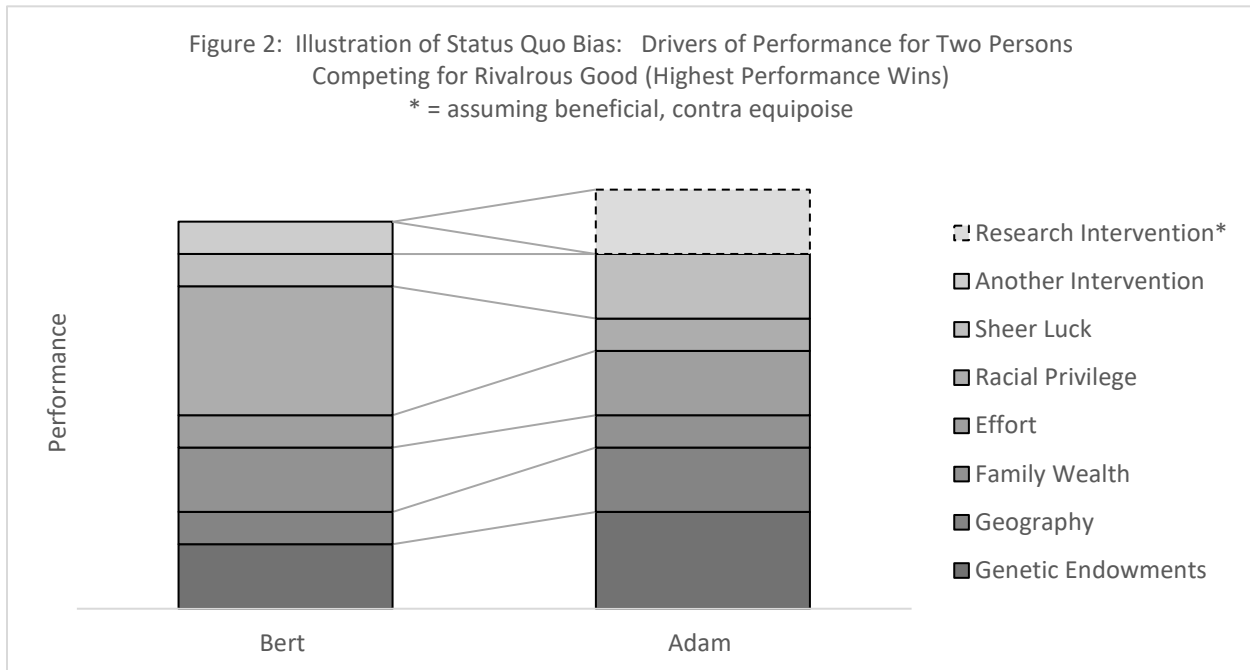 Figure 2:  Illustration of Status Quo Bias:   Drivers of Performance for Two Persons
Competing for Rivalrous Good (Highest Performance Wins)
* = assuming beneficial, contra equipoise
Performance
Research Intervention*
Another Intervention
Sheer Luck
Racial Privilege
Effort
Family Wealth
Geography
Genetic Endowments
Bert
Adam